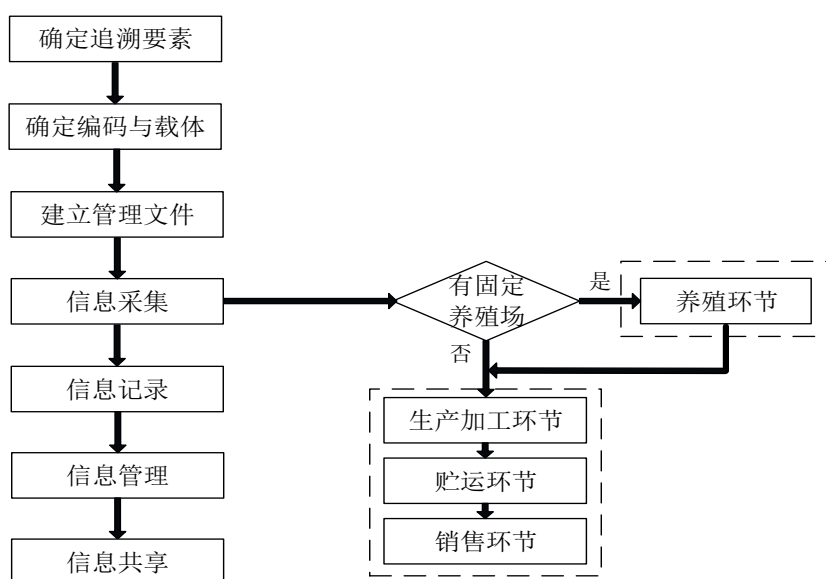 确定追溯要素
确定编码与载体
建立管理文件
信息采集
信息记录
信息管理
信息共享
有固定
养殖场
是
否
养殖环节
生产加工环节
贮运环节
销售环节